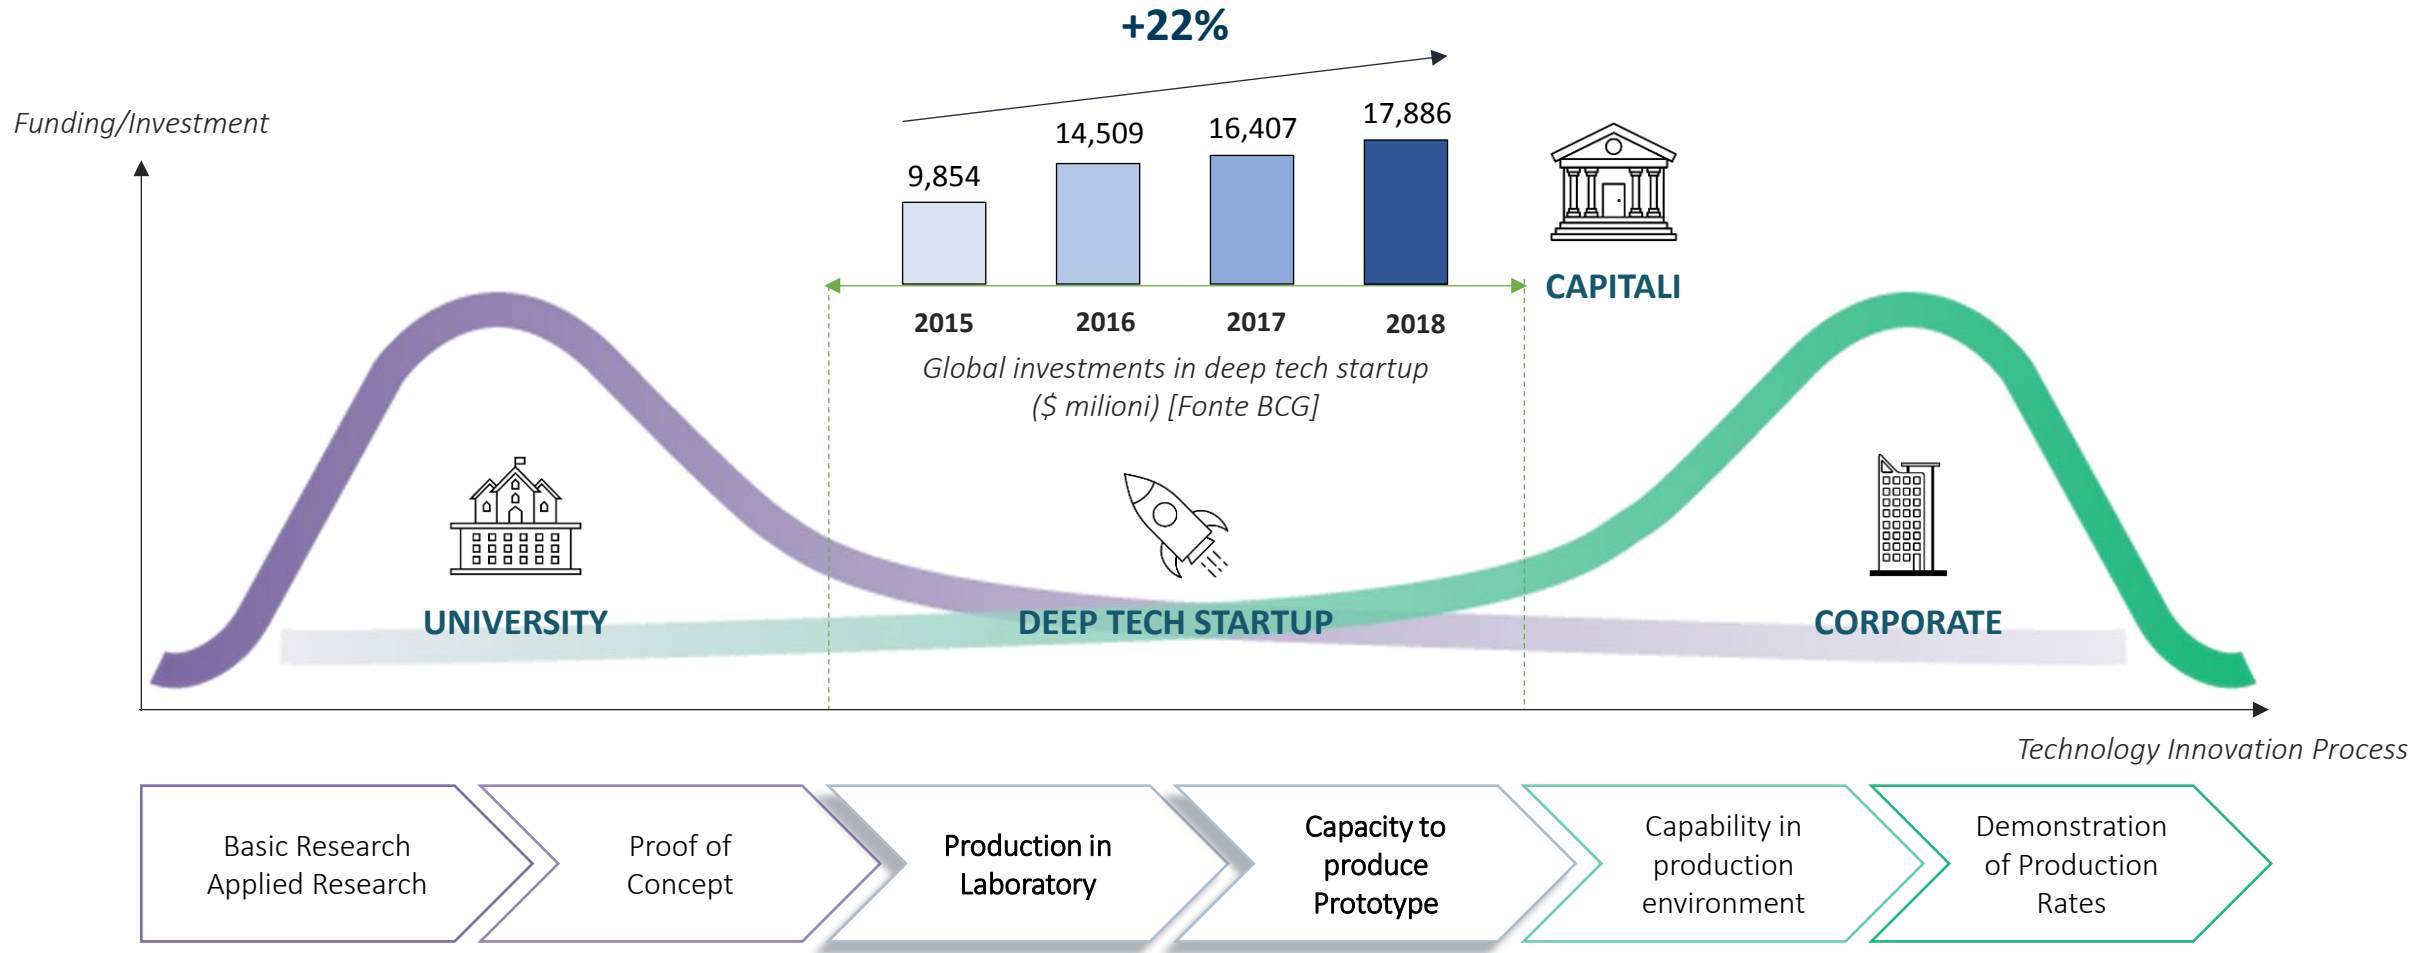 +22%
Funding/Investment
9,854
14,509
16,407
17,886
2015
2016
2017
2018
CAPITALI
Global investments in deep tech startup
($ milioni) [Fonte BCG]
UNIVERSITY
DEEP TECH STARTUP
CORPORATE
Technology Innovation Process
Basic Research
Applied Research
Proof of
Concept
Production in
Laboratory
Capacity to
produce
Prototype
Capability in
production
environment
Demonstration
of Production
Rates